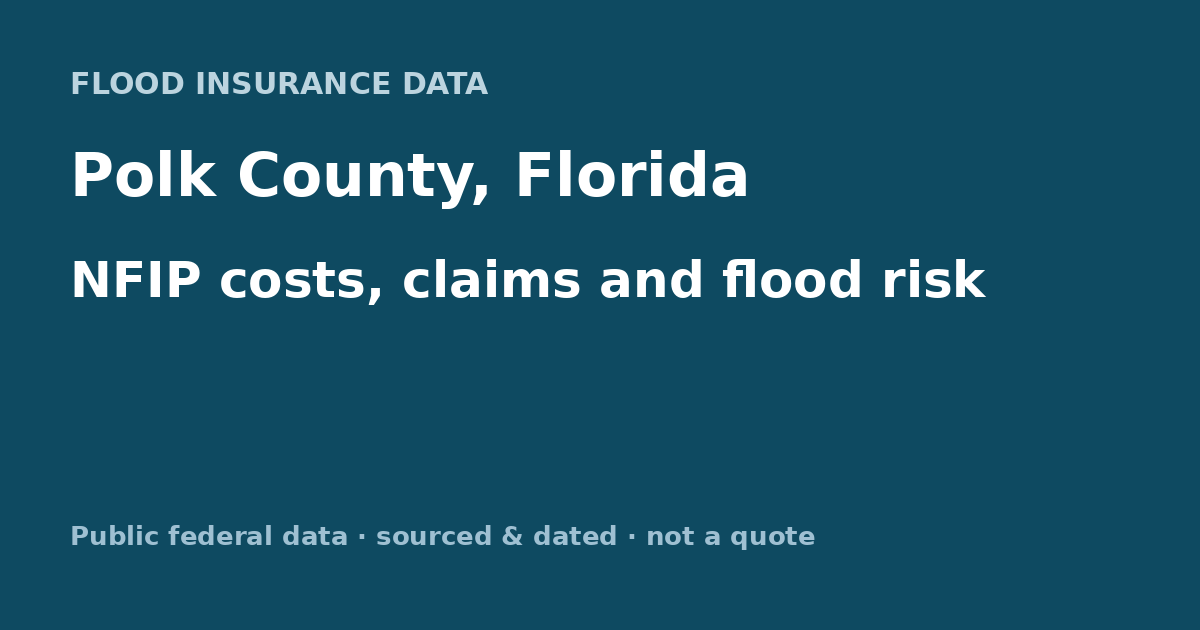 FLOOD INSURANCE DATA
Polk County, Florida
NFIP costs, claims and flood risk
Public federal data · sourced & dated · not a quote